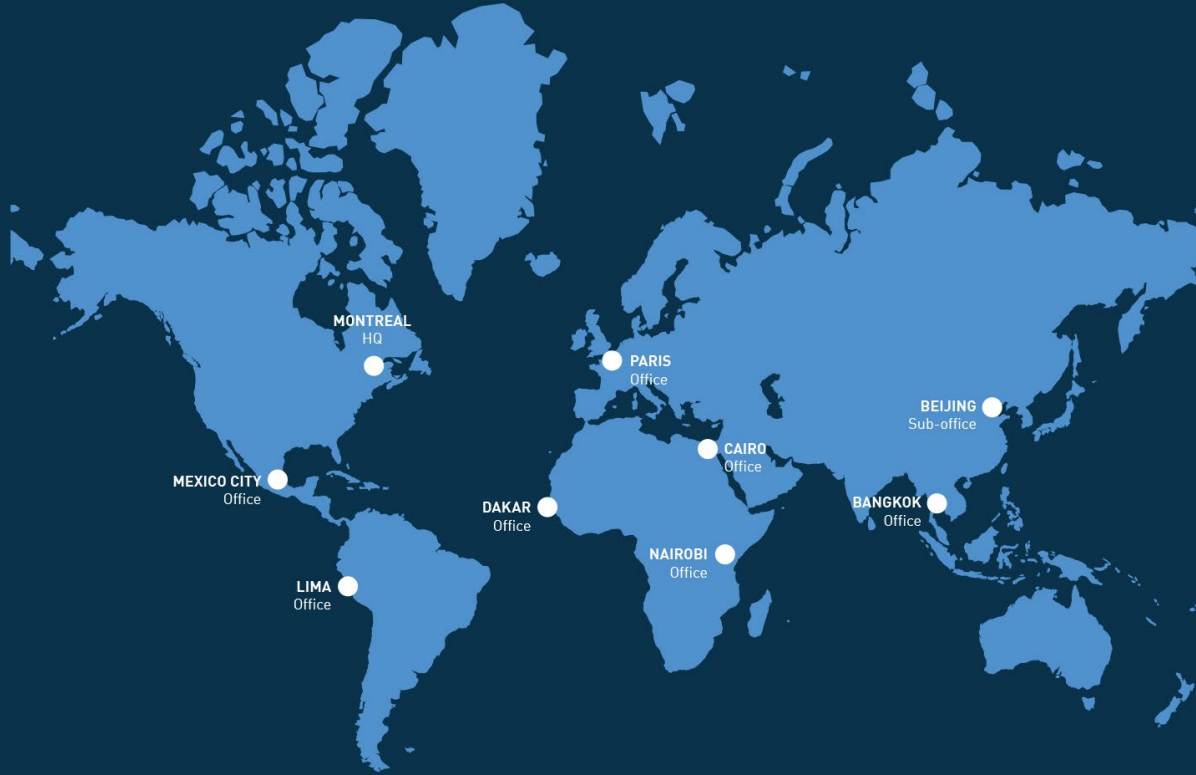 MONTREAL
HQ
PARIS
Office
BEIJING
Sub-office
CAIRO
Office
MEXICO CITY
Office
DAKAR
Office
BANGKOK
Office
NAIROBI
Office
LIMA
Office